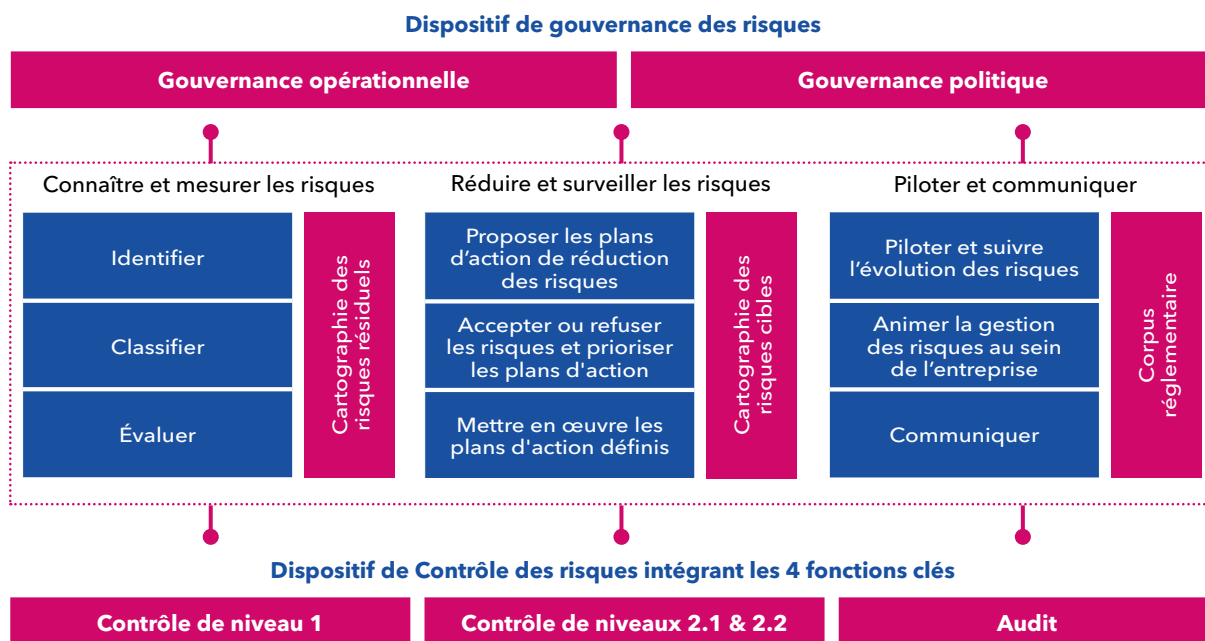 Dispositif de gouvernance des risques
Gouvernance opérationnelle
Gouvernance politique
Connaître et mesurer les risques
Identifier
Classifier
Évaluer
Cartographie des
risques résiduels
Réduire et surveiller les risques
Proposer les plans
d’action de réduction
des risques
Accepter ou refuser
les risques et prioriser
les plans d'action
Mettre en œuvre les
plans d'action définis
Cartographie des
risques cibles
Piloter et communiquer
Piloter et suivre
l’évolution des risques
Animer la gestion
des risques au sein
de l’entreprise
Communiquer
Corpus
réglementaire
Dispositif de Contrôle des risques intégrant les 4 fonctions clés
Contrôle de niveau 1
Contrôle de niveaux 2.1 & 2.2
Audit